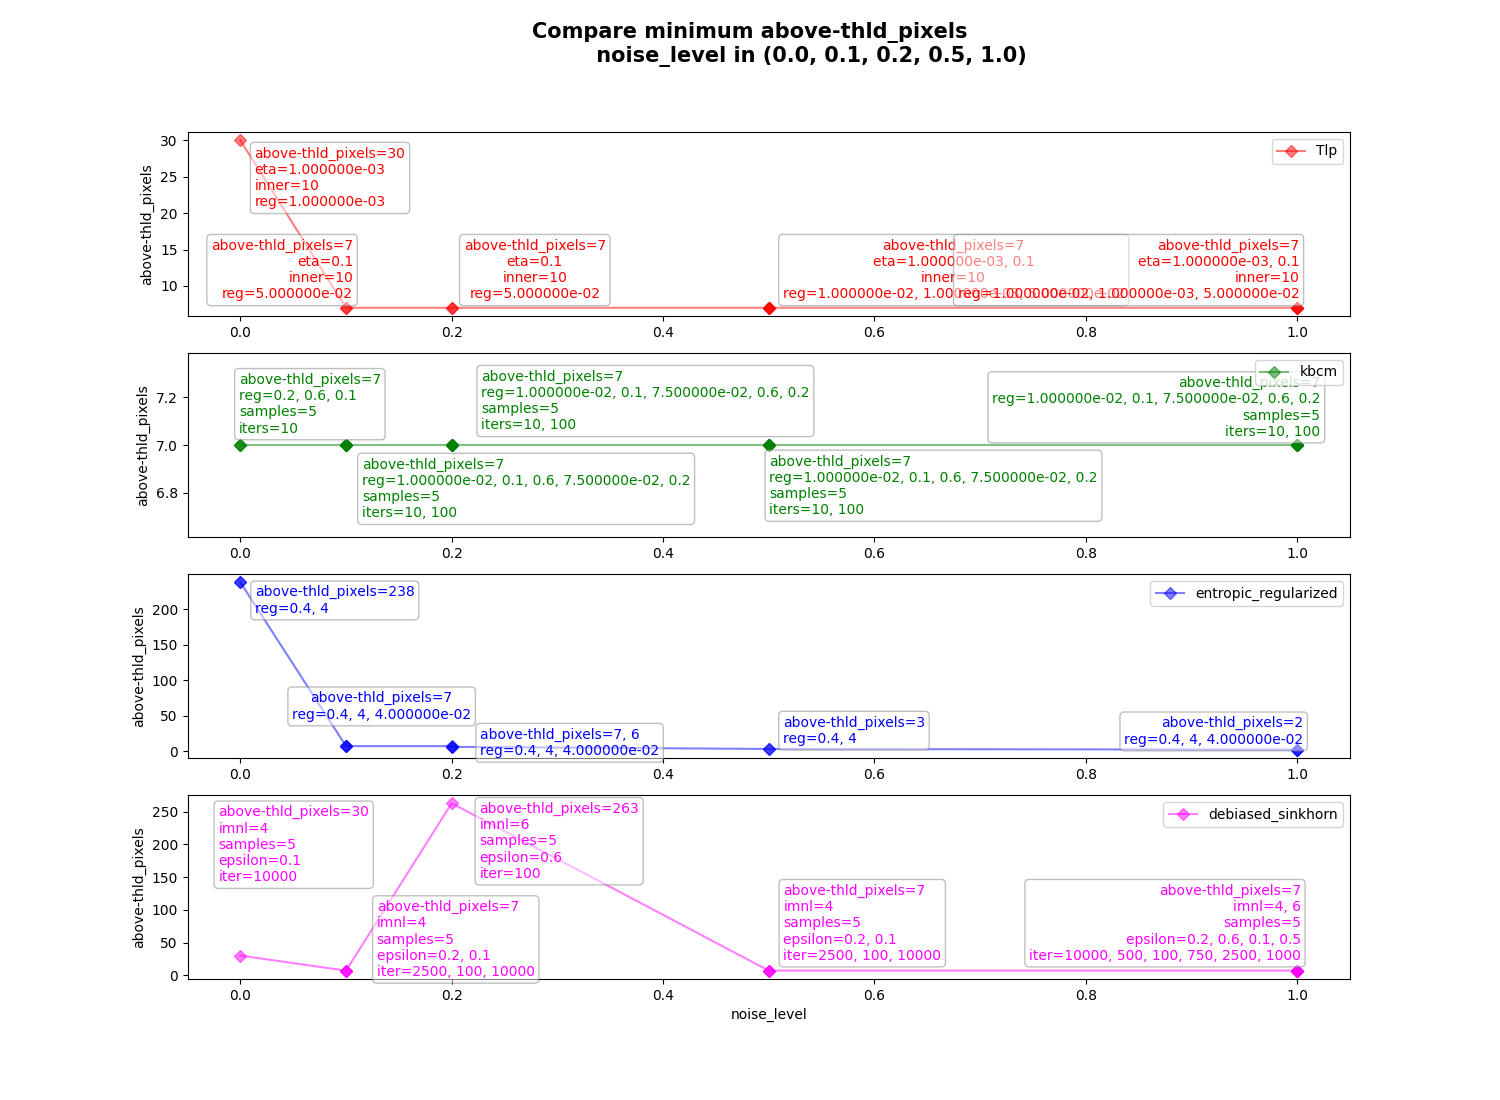 Compare minimum above-thld_pixels
noise_level in (0.0, 0.1, 0.2, 0.5, 1.0)
above-thld_pixels
30
25
20
15
10
Tlp
above-thld_pixels=30
eta=1.000000e-03
inner=10
reg=1.000000e-03
above-thld_pixels=7
eta=0.1
inner=10
reg=5.000000e-02
above-thld_pixels=7
eta=0.1
inner=10
reg=5.000000e-02
above-thld_pixels=7
eta=1.000000e-03, 0.1
inner=10
reg=1.000000e-02,
above-thld_pixels=7
eta=1.000000e-03, 0.1
inner=10
reg=1.000000e-02, 1.000000e-03, 5.000000e-02
0.0 0.2 0.4 0.6 0.8 1.0
above-thld_pixels
7.2
7.0
6.8
kbcm
above-thld_pixels=7
reg=0.2, 0.6, 0.1
samples=5
iters=10
above-thld_pixels=7
reg=1.000000e-02, 0.1, 0.6, 7.500000e-02, 0.2
samples=5
iters=10, 100
above-thld_pixels=7
reg=1.000000e-02, 0.1, 7.500000e-02, 0.6, 0.2
samples=5
iters=10, 100
above-thld_pixels=7
reg=1.000000e-02, 0.1, 0.6, 7.500000e-02, 0.2
samples=5
iters=10, 100
above-thld_pixels=7
reg=1.000000e-02, 0.1, 7.500000e-02, 0.6, 0.2
samples=5
iters=10, 100
0.0 0.2 0.4 0.6 0.8 1.0
above-thld_pixels
200
150
100
50
0
entropic_regularized
above-thld_pixels=238
reg=0.4, 4
above-thld_pixels=7
reg=0.4, 4, 4.000000e-02
above-thld_pixels=7, 6
reg=0.4, 4, 4.000000e-02
above-thld_pixels=3
reg=0.4, 4
above-thld_pixels=2
reg=0.4, 4, 4.000000e-02
0.0 0.2 0.4 0.6 0.8 1.0
above-thld_pixels
250
200
150
100
50
0
debiased_sinkhorn
above-thld_pixels=30
imnl=4
samples=5
epsilon=0.1
iter=10000
above-thld_pixels=7
imnl=4
samples=5
epsilon=0.2, 0.1
iter=2500, 100, 10000
above-thld_pixels=263
imnl=6
samples=5
epsilon=0.6
iter=100
above-thld_pixels=7
imnl=4
samples=5
epsilon=0.2, 0.1
iter=2500, 100, 10000
above-thld_pixels=7
imnl=4, 6
samples=5
epsilon=0.2, 0.6, 0.1, 0.5
iter=10000, 500, 100, 750, 2500, 1000
0.0 0.2 0.4 0.6 0.8 1.0
noise_level